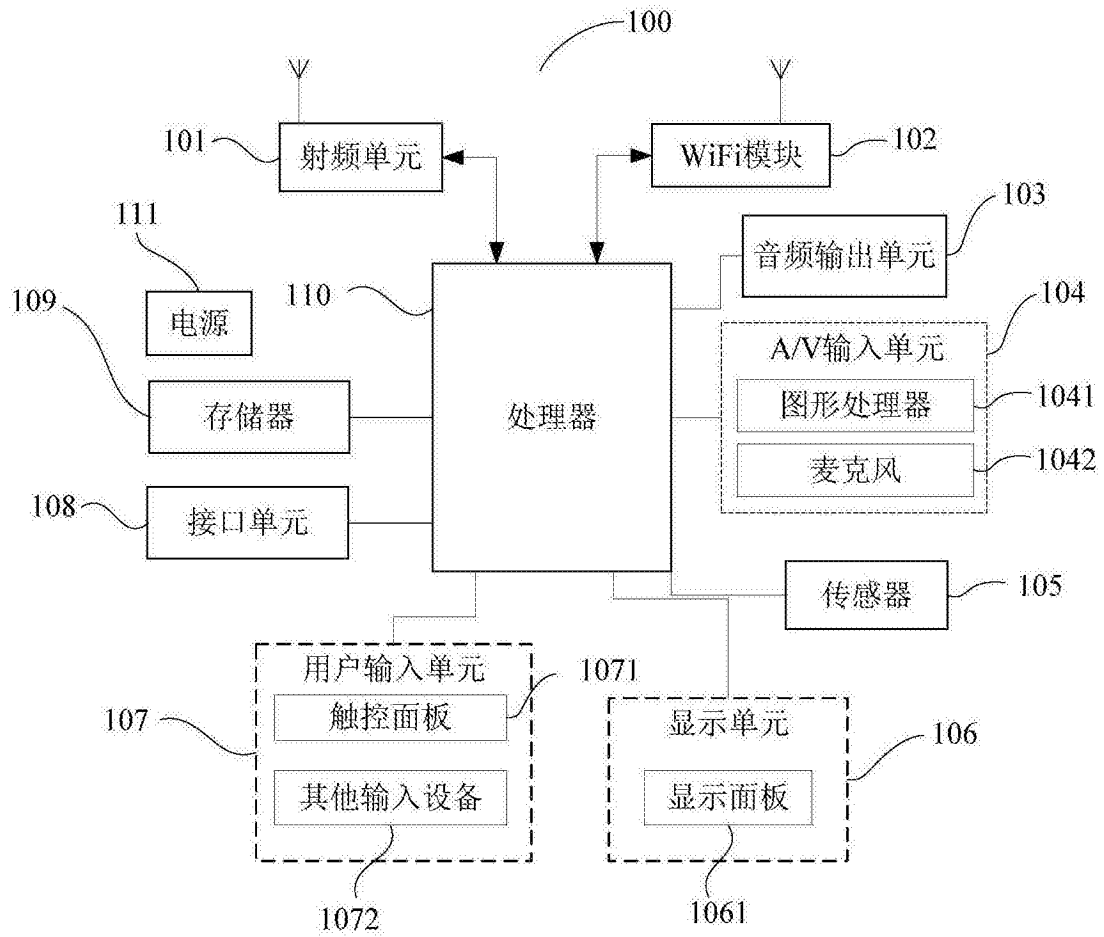 100
101
射频单元
WiFi模块
102
103
音频输出单元
111
电源
109
存储器
108
接口单元
110
处理器
104
A/V输入单元
图形处理器
1041
麦克风
1042
传感器
105
用户输入单元
1071
触控面板
107
其他输入设备
1072
显示单元
106
显示面板
1061